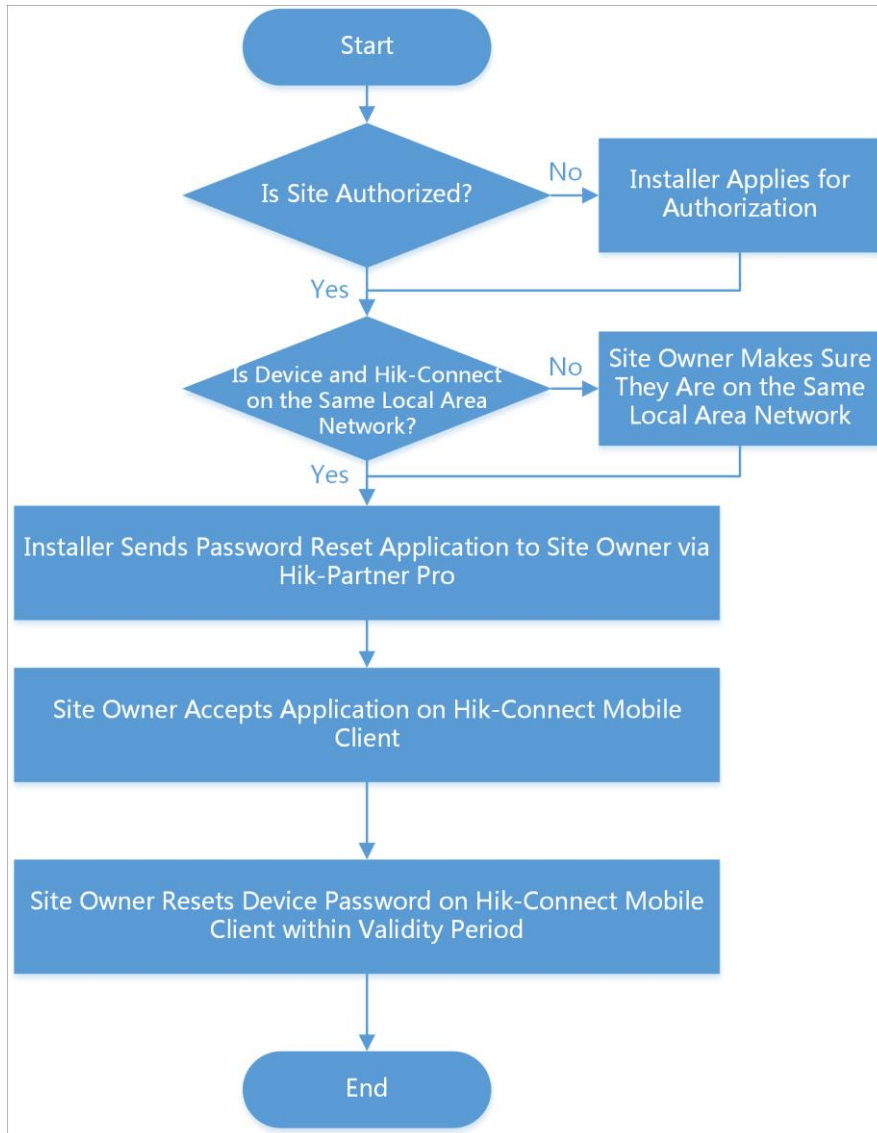 Start
Is Site Authorized?
No
Installer Applies for
Authorization
Yes
Is Device and Hik-Connect
on the Same Local Area
Network?
No
Site Owner Makes Sure
They Are on the Same
Local Area Network
Yes
Installer Sends Password Reset Application to Site Owner via
Hik-Partner Pro
Site Owner Accepts Application on Hik-Connect Mobile
Client
Site Owner Resets Device Password on Hik-Connect Mobile
Client within Validity Period
End